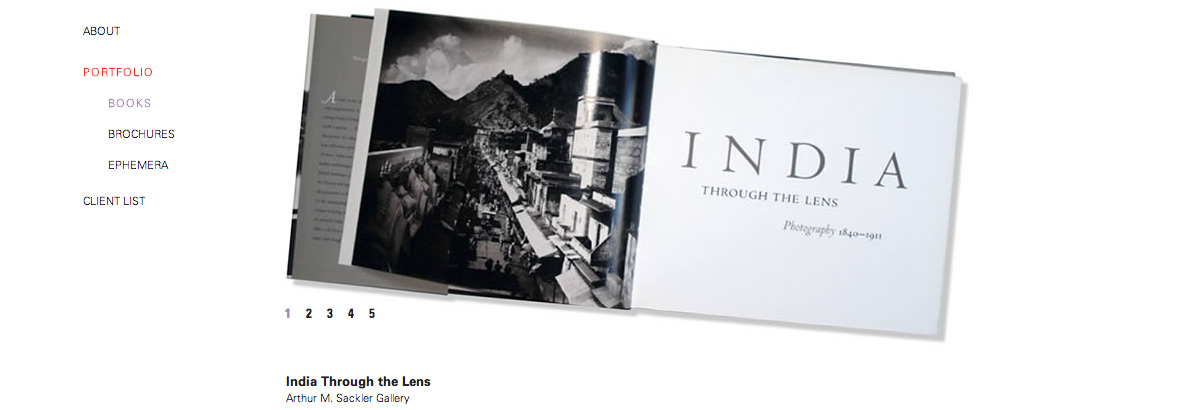 ABOUT
PORTFOLIO
BOOKS
BROCHURES
EPHEMERA
CLIENT LIST
INDIA
THROUGH THE LENS
Photography 1840–1911
1 2 3 4 5
India Through the Lens
Arthur M. Sackler Gallery